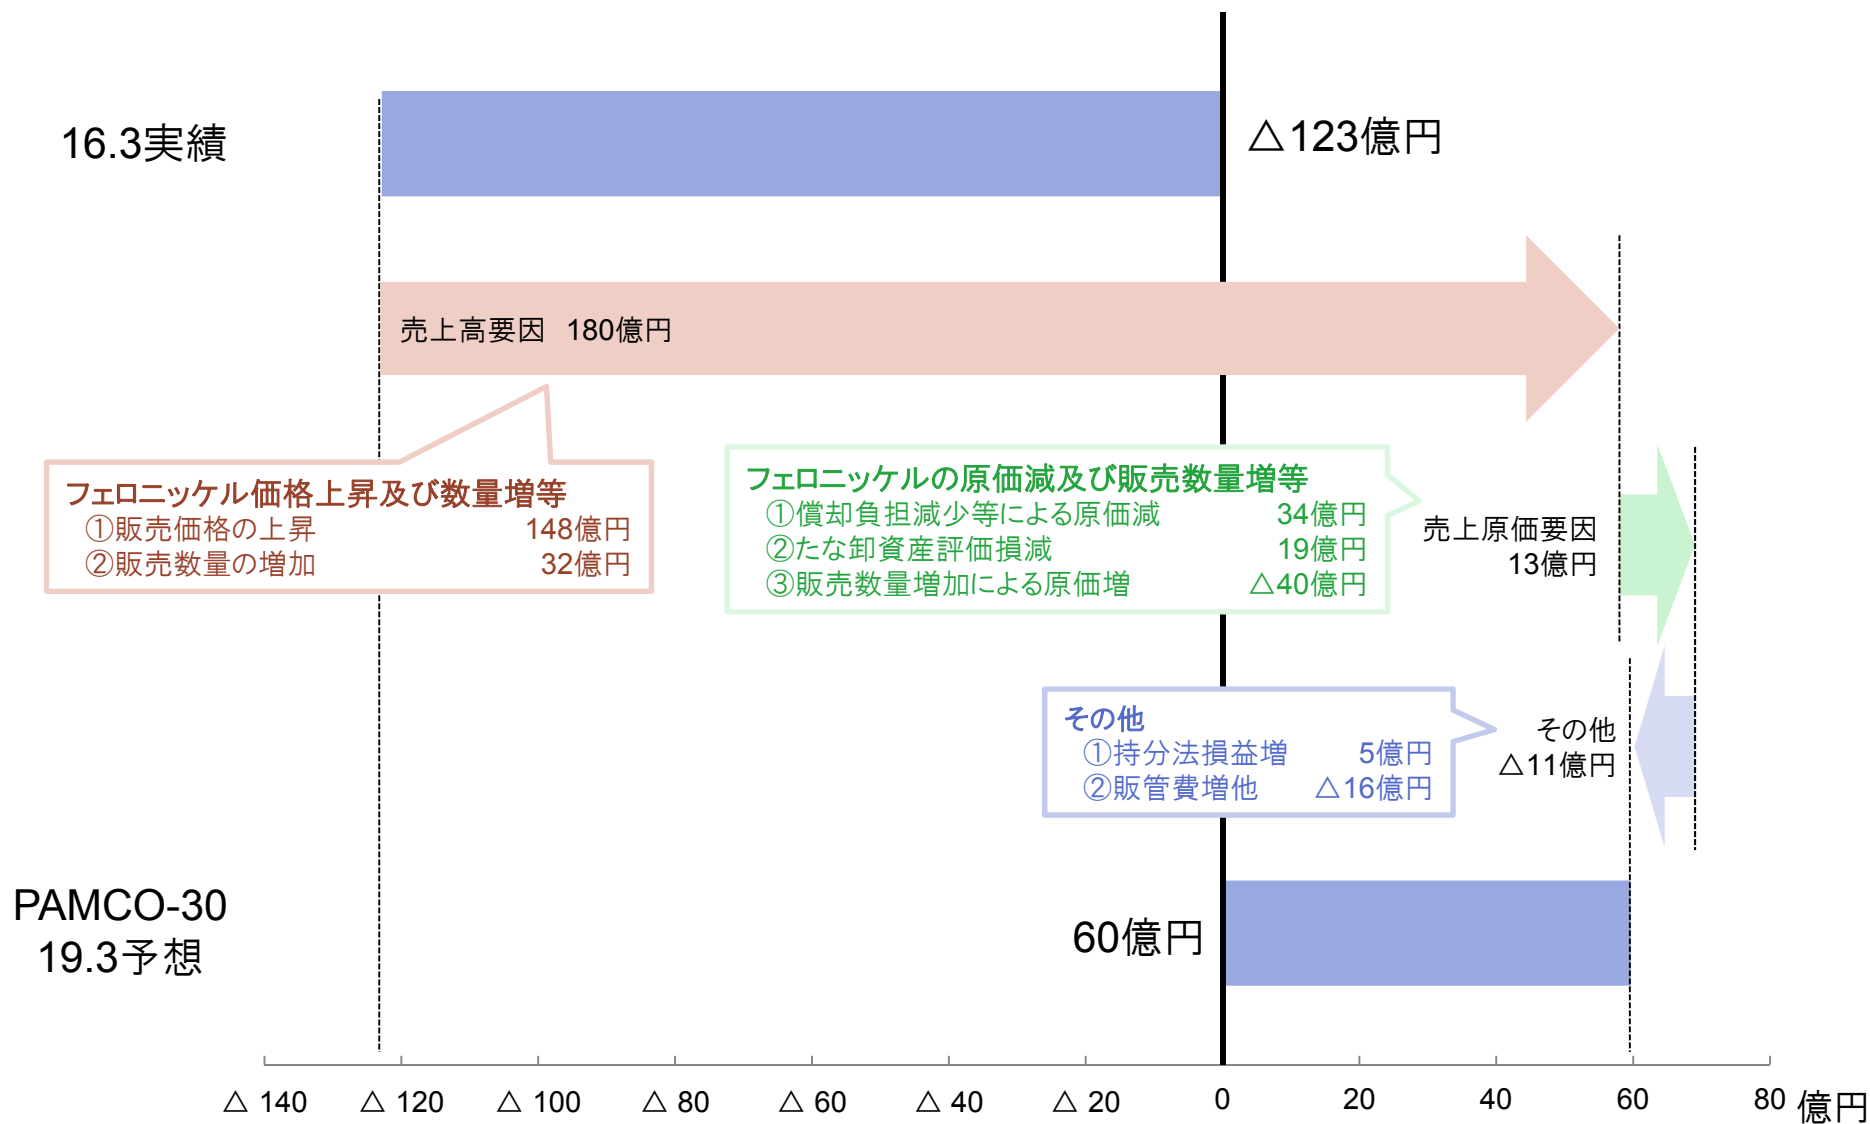 16.3実績
△123億円
売上高要因 180億円
フェロニッケル価格上昇及び数量増等
①販売価格の上昇 148億円
②販売数量の増加 32億円
フェロニッケルの原価減及び販売数量増等
①償却負担減少等による原価減 34億円
②たな卸資産評価損減 19億円
③販売数量増加による原価増 △40億円
売上原価要因
13億円
その他
①持分法損益増 5億円
②販管費増他 △16億円
その他
△11億円
PAMCO-30
19.3予想
60億円
△ 140 △ 120 △ 100 △ 80 △ 60 △ 40 △ 20 0 20 40 60 80 億円